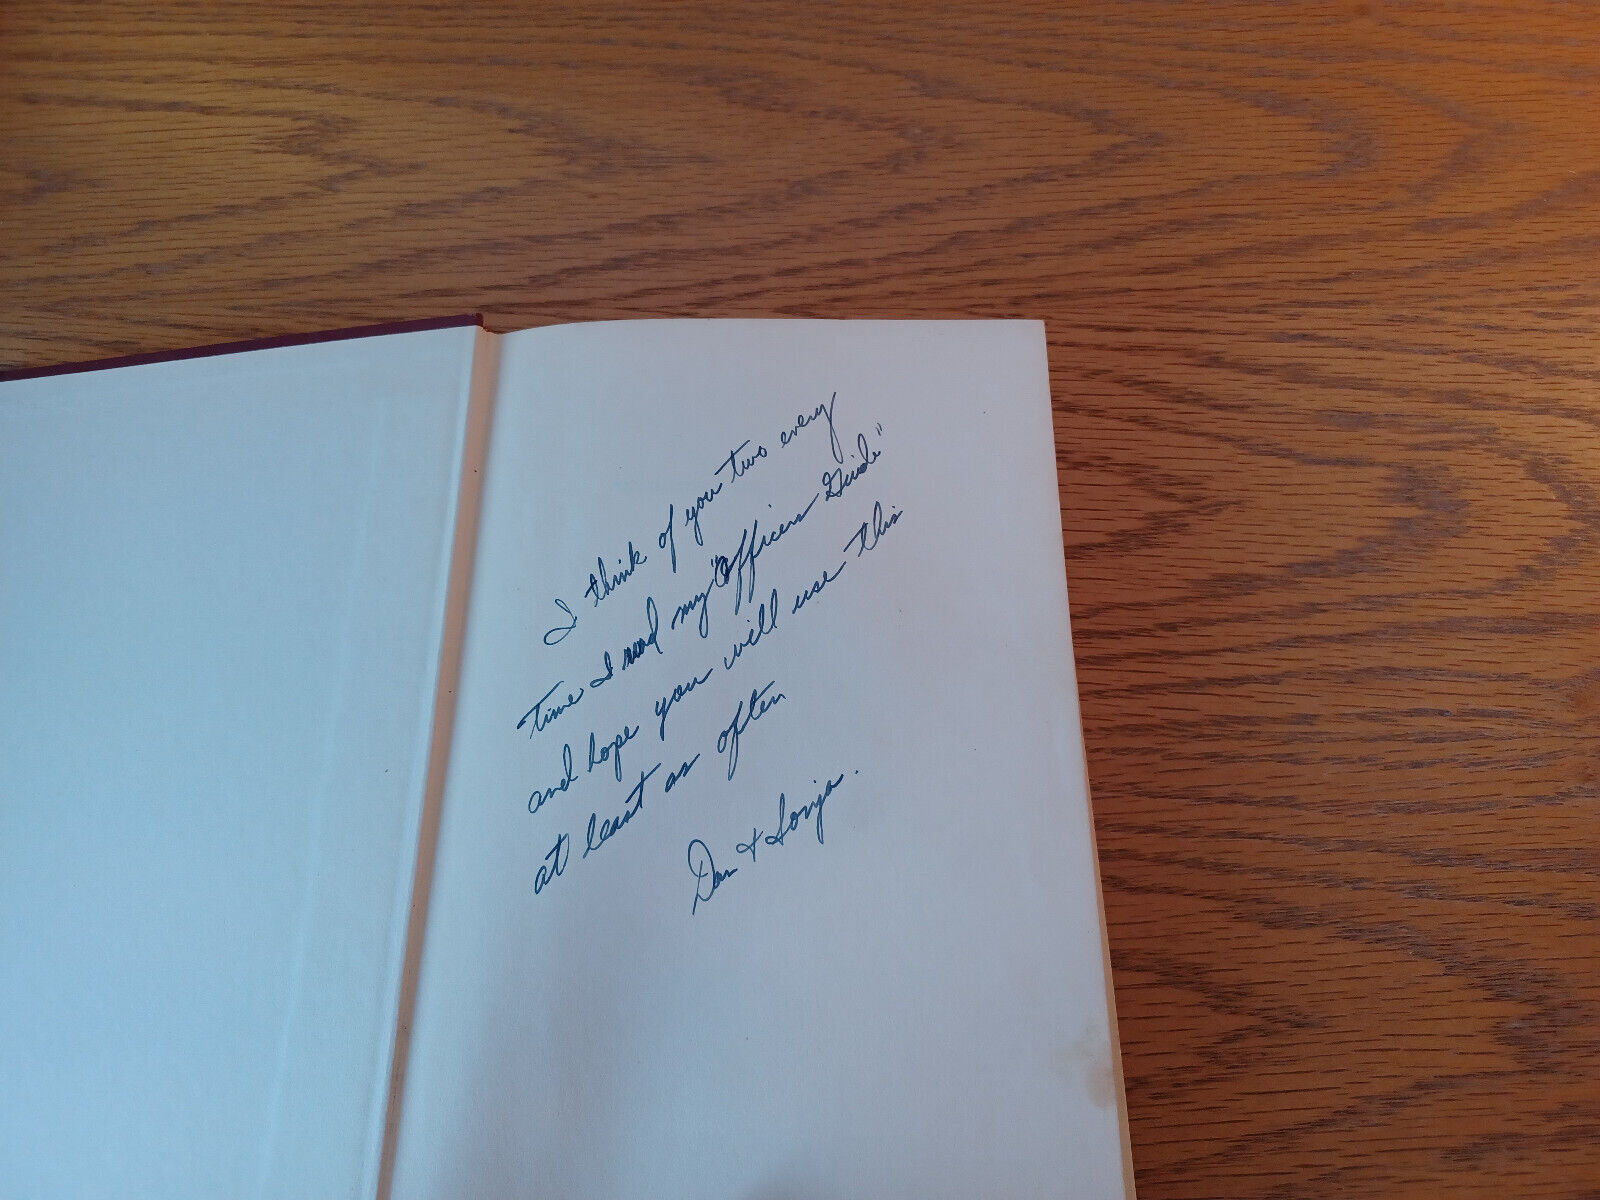 I think of you two every
time I read my "Officers Guide"
and hope you will use this
at least as often
Dan + Sonja.